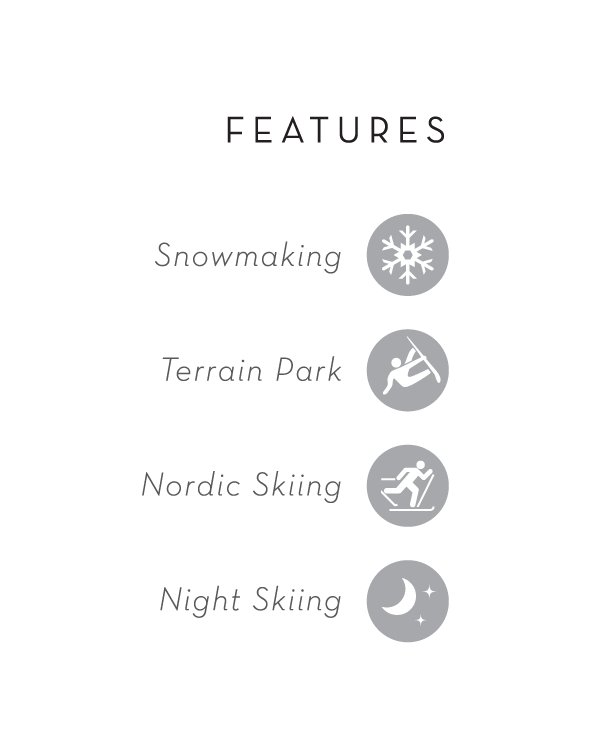 FEATURES
Snowmaking
Terrain Park
Nordic Skiing
Night Skiing